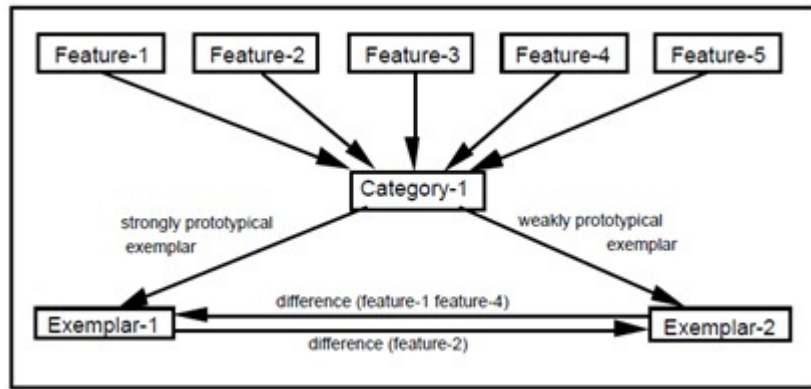 Feature-1
Feature-2
Feature-3
Feature-4
Feature-5
Category-1
strongly prototypical
exemplar
weakly prototypical
exemplar
difference (feature-1 feature-4)
Exemplar-1
Exemplar-2
difference (feature-2)